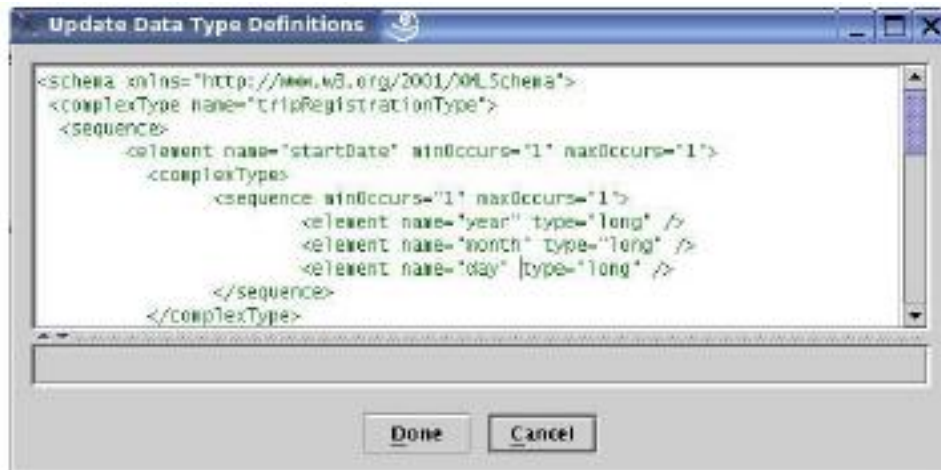 Update Data Type Definitions
<schema xmlns="http://www.w3.org/2001/XMLSchema">
<complexType name="tripRegistrationType">
<sequence>
<element name="startDate" minOccurs="1" maxOccurs="1">
<complexType>
<sequence minOccurs="1" maxOccurs="1">
<element name="year" type="long" />
<element name="month" type="long" />
<element name="day" type="long" />
</sequence>
</complexType>
Done Cancel